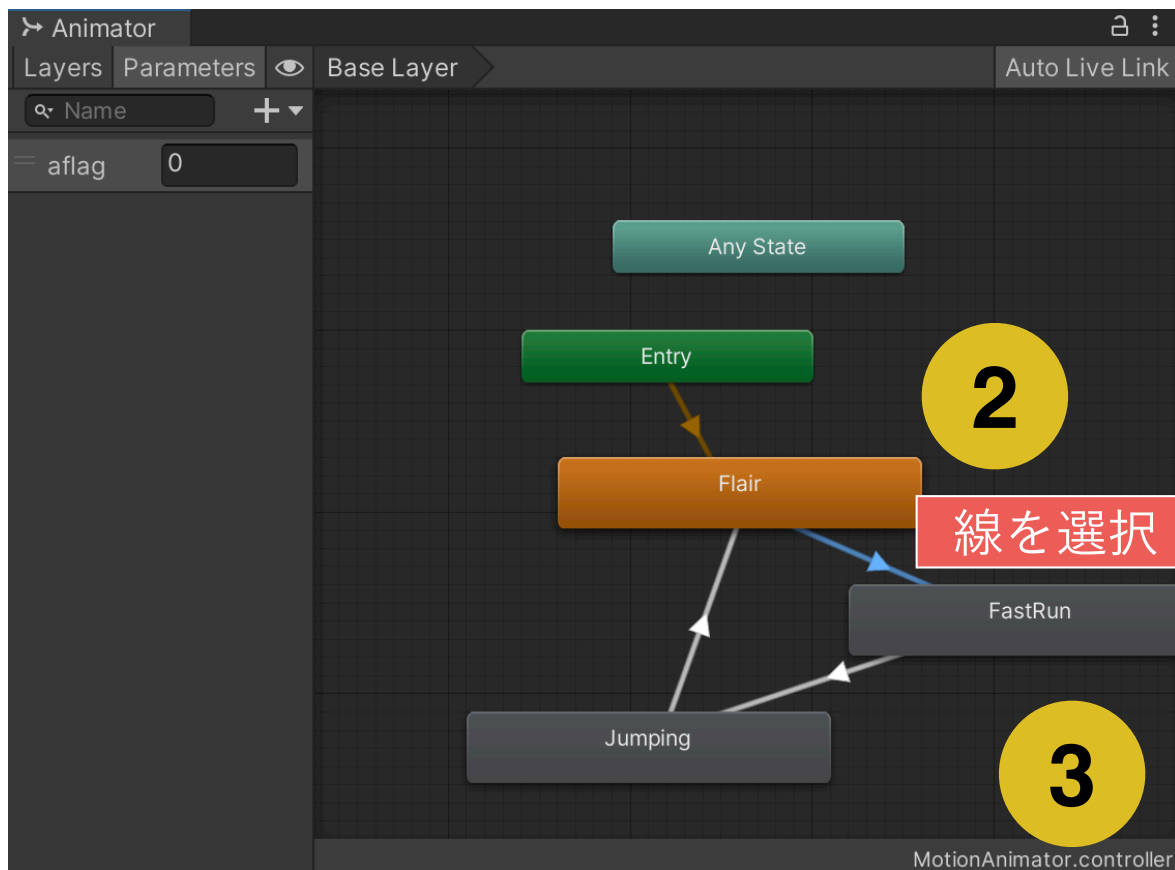 Animator
Layers Parameters Base Layer Auto Live Link
Name
aflag 0
Any State
Entry
2
Flair
線を選択
FastRun
Jumping
3
MotionAnimator.controller